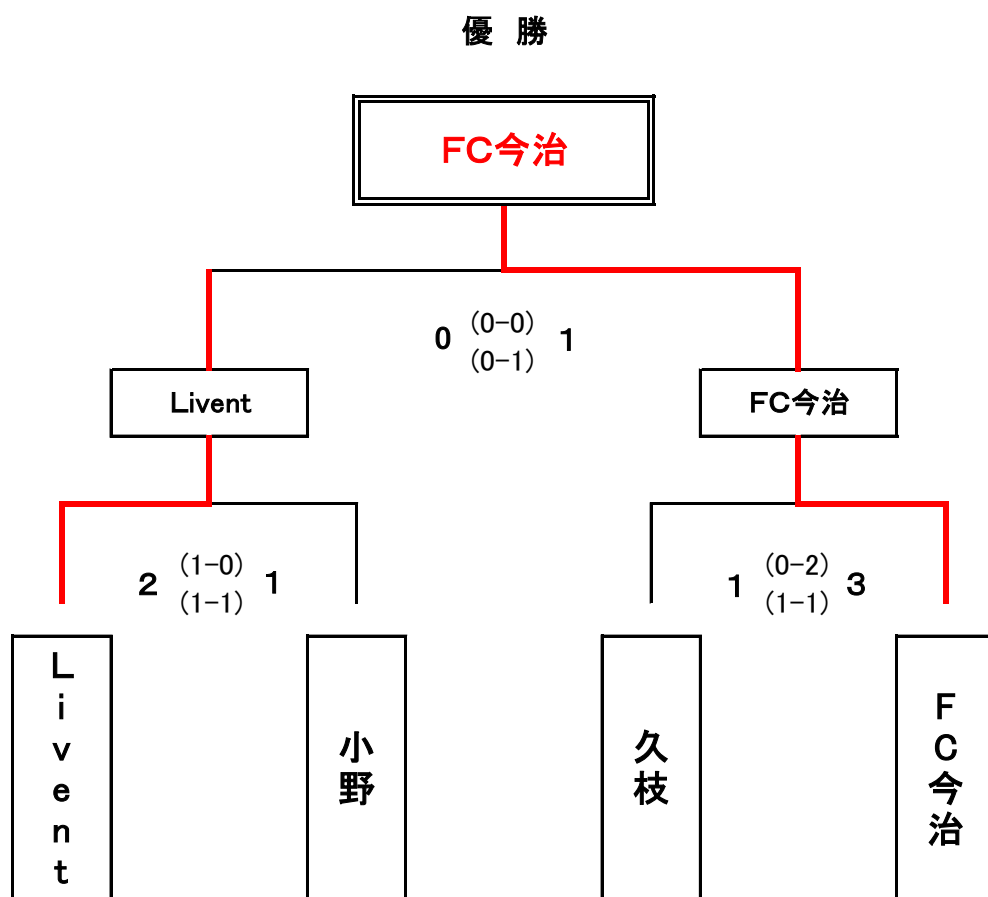 優 勝
FC今治
0 (0-0) 1
(0-1)
Livent
FC今治
2 (1-0) 1
(1-1)
1 (0-2) 3
(1-1)
Livent
小野
久枝
FC今治